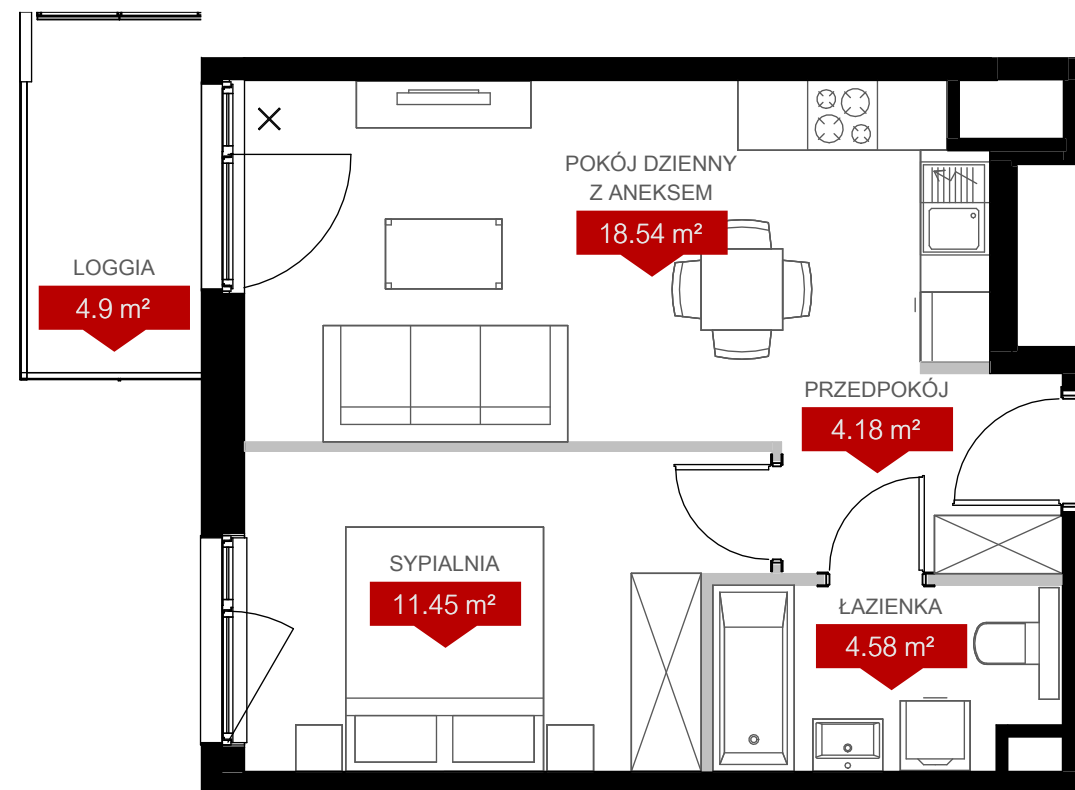 POKÓJ DZIENNY
Z ANEKSEM
18.54 m²
LOGGIA
4.9 m²
PRZEDPOKÓJ
4.18 m²
SYPIALNIA
11.45 m²
ŁAZIENKA
4.58 m²